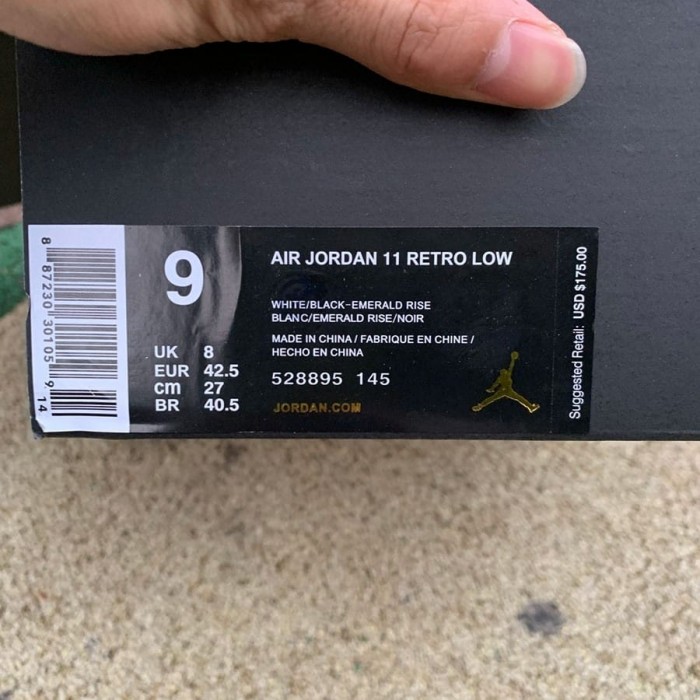 8 87230 30105 9 14
9
UK 8
EUR 42.5
cm 27
BR 40.5
AIR JORDAN 11 RETRO LOW
WHITE/BLACK-EMERALD RISE
BLANC/EMERALD RISE/NOIR
MADE IN CHINA / FABRIQUE EN CHINE /
HECHO EN CHINA
528895 145
JORDAN.COM
Suggested Retail: USD $175.00